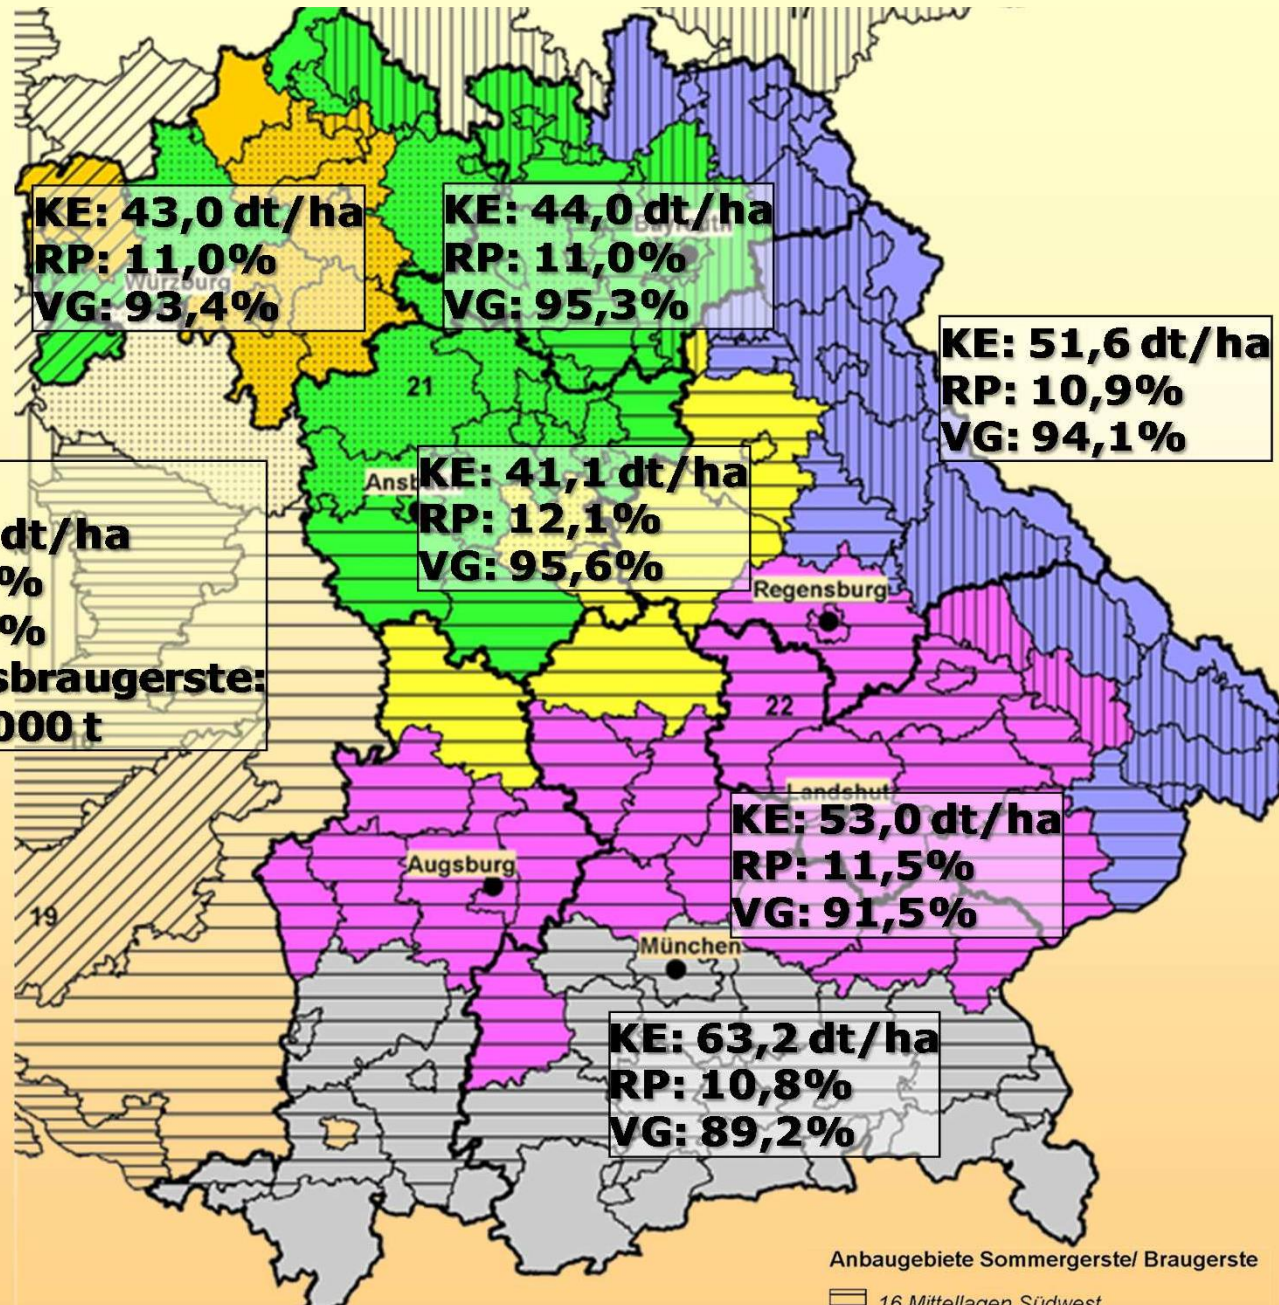 17
KE: 43,0 dt/ha
RP: 11,0%
Würzburg
VG: 93,4%
KE: 44,0 dt/ha
Bayreuth
RP: 11,0%
VG: 95,3%
KE: 51,6 dt/ha
RP: 10,9%
VG: 94,1%
21
KE: 41,1 dt/ha
RP: 12,1%
VG: 95,6%
dt/ha
%
%
sbraugerste:
000 t
Regensburg
22
Landshut
KE: 53,0 dt/ha
RP: 11,5%
VG: 91,5%
Augsburg
19
München
KE: 63,2 dt/ha
RP: 10,8%
VG: 89,2%
Anbaugebiete Sommergerste/ Braugerste
16 Mittellagen Südwest